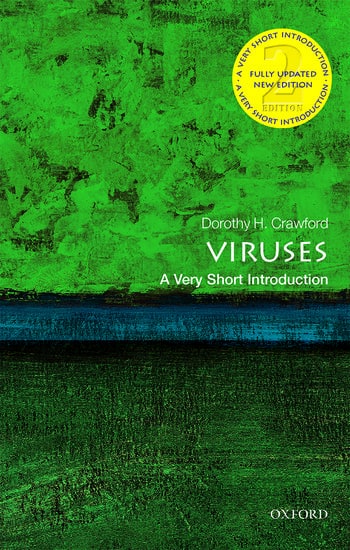 · A VERY SHORT INTRODUCTION ·
2
FULLY UPDATED
NEW EDITION
EDITION
A VERY SHORT INTRODUCTION
Dorothy H. Crawford
VIRUSES
A Very Short Introduction
OXFORD